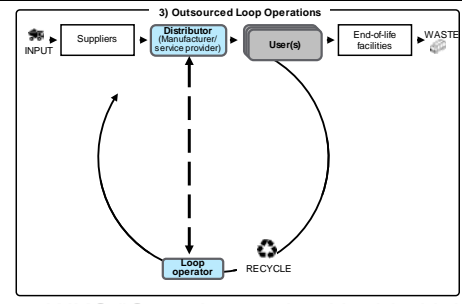 3) Outsourced Loop Operations
INPUT
Suppliers
Distributor
(Manufacturer/
service provider)
User(s)
End-of-life
facilities
WASTE
Loop
operator
RECYCLE